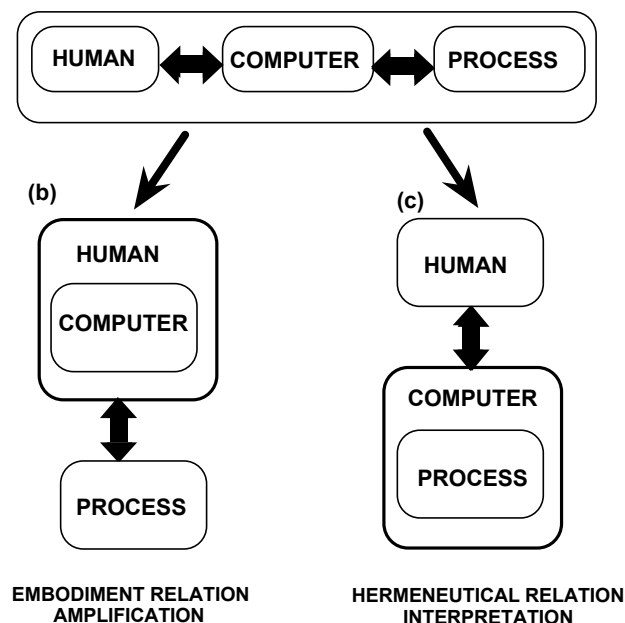 HUMAN COMPUTER PROCESS
(b)
HUMAN
COMPUTER
PROCESS
EMBODIMENT RELATION
AMPLIFICATION
(c)
HUMAN
COMPUTER
PROCESS
HERMENEUTICAL RELATION
INTERPRETATION